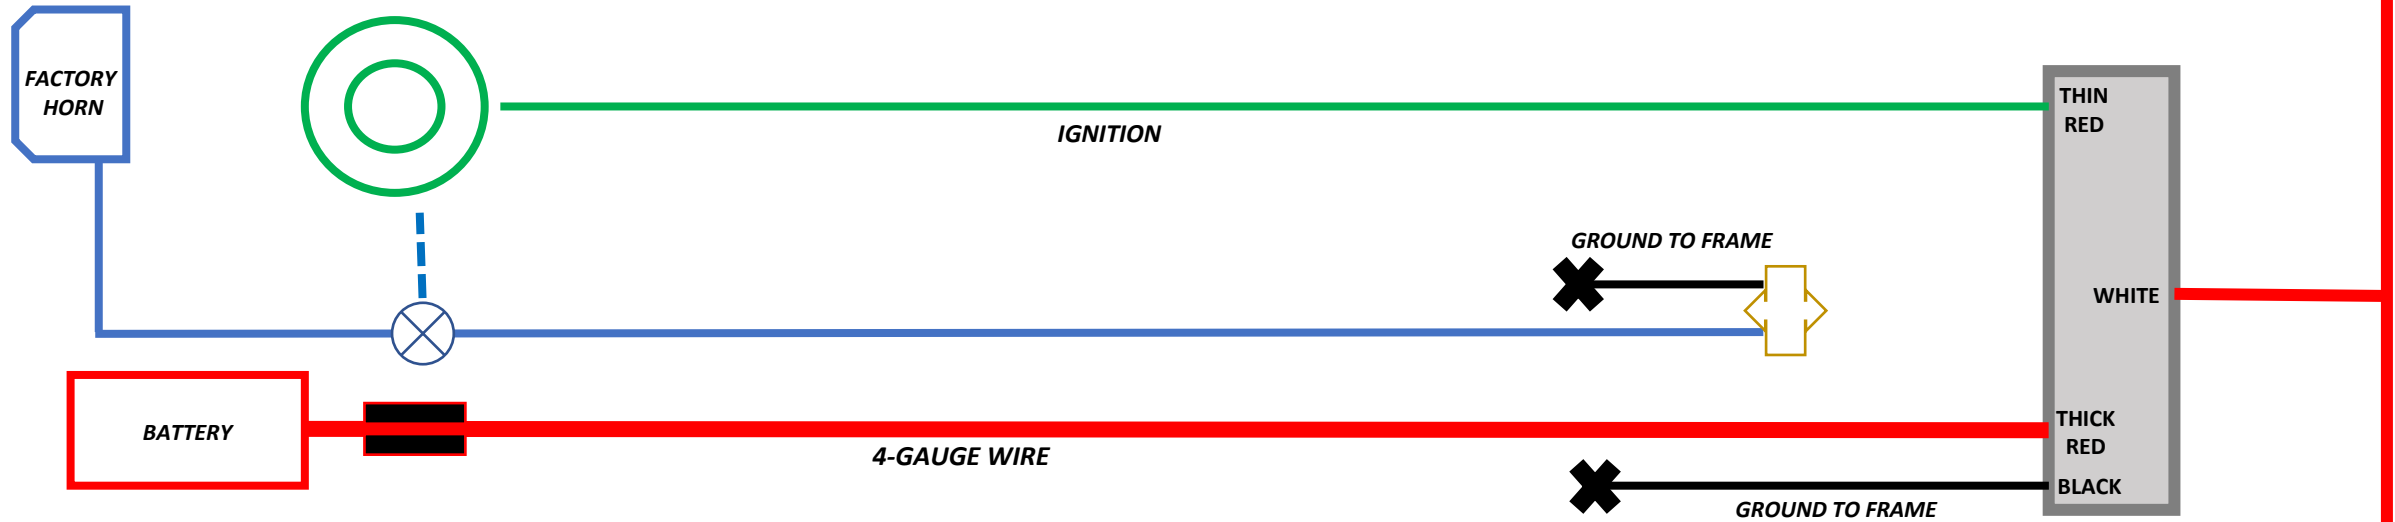 FACTORY
HORN
THIN
RED
IGNITION
GROUND TO FRAME
WHITE
BATTERY
4-GAUGE WIRE
THICK
RED
BLACK
GROUND TO FRAME